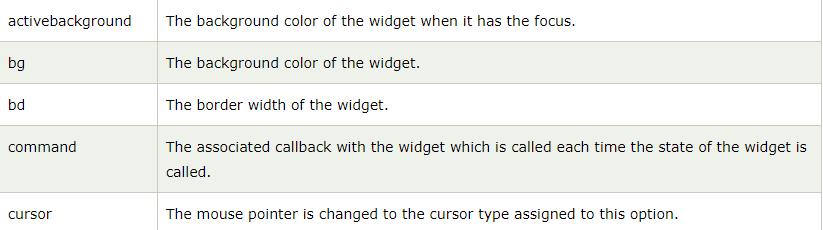 activebackground The background color of the widget when it has the focus.
bg The background color of the widget.
bd The border width of the widget.
command The associated callback with the widget which is called each time the state of the widget is
called.
cursor The mouse pointer is changed to the cursor type assigned to this option.